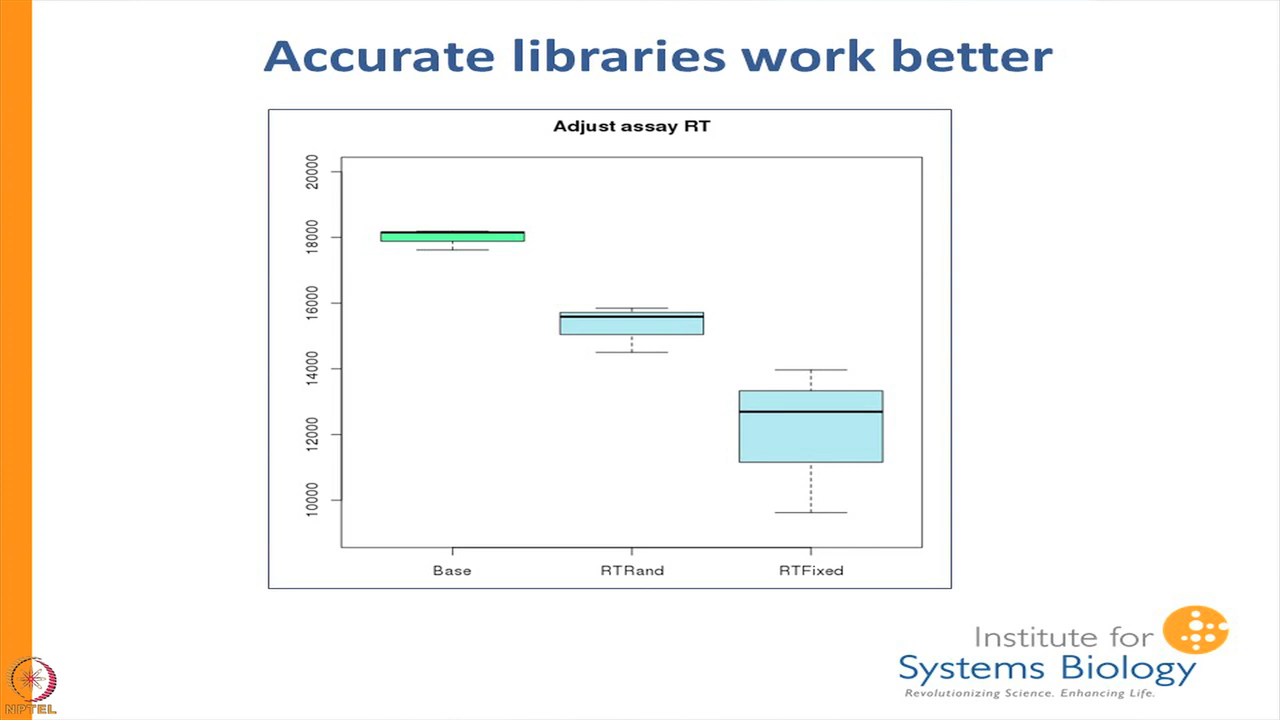 Accurate libraries work better
Adjust assay RT
20000
18000
16000
14000
12000
10000
Base RTRand RTFixed
Institute for
Systems Biology
Revolutionizing Science. Enhancing Life.
NPTEL